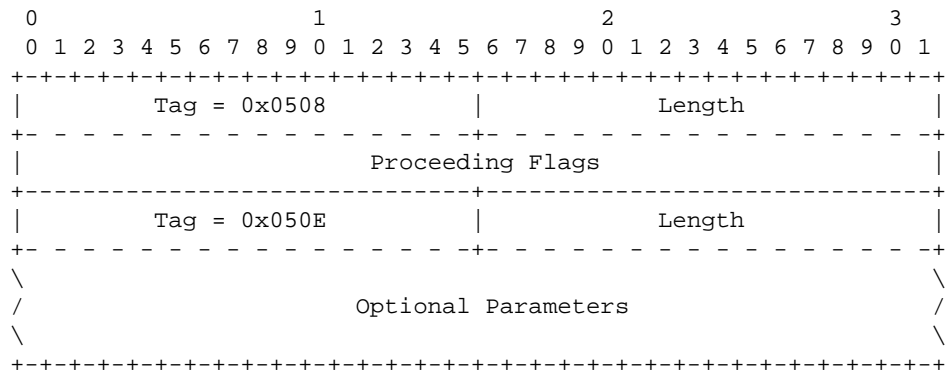 0                   1                   2                   3
 0 1 2 3 4 5 6 7 8 9 0 1 2 3 4 5 6 7 8 9 0 1 2 3 4 5 6 7 8 9 0 1
+-+-+-+-+-+-+-+-+-+-+-+-+-+-+-+-+-+-+-+-+-+-+-+-+-+-+-+-+-+-+-+-+
|         Tag = 0x0508          |            Length             |
+- - - - - - - - - - - - - - - -+- - - - - - - - - - - - - - - -+
|                        Proceeding Flags                       |
+-------------------------------+-------------------------------+
|         Tag = 0x050E          |            Length             |
+- - - - - - - - - - - - - - - -+- - - - - - - - - - - - - - - -+
\                                                               \
/                       Optional Parameters                     /
\                                                               \
+-+-+-+-+-+-+-+-+-+-+-+-+-+-+-+-+-+-+-+-+-+-+-+-+-+-+-+-+-+-+-+-+